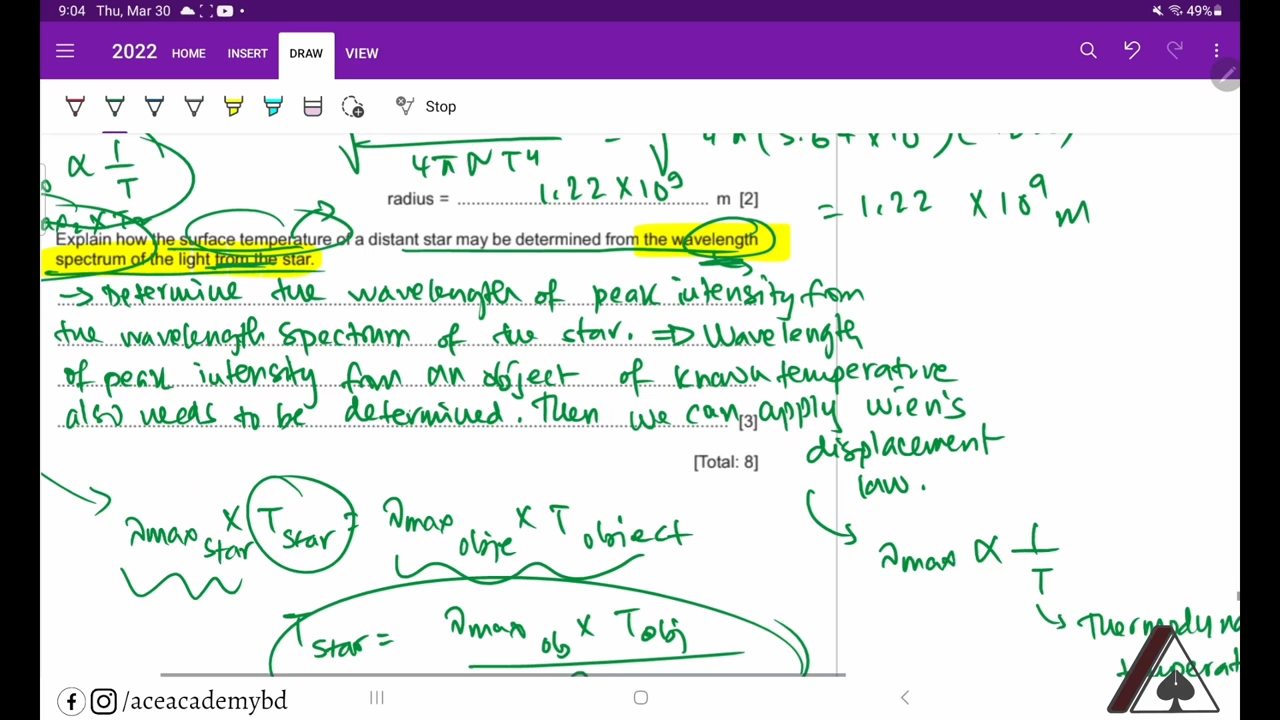 9:04 Thu, Mar 30 49%
2022 HOME INSERT DRAW VIEW
Stop
∝ 1/T
4πNT⁴
radius = 1.22 × 10⁹ m [2]
= 1.22 × 10⁹ m
Explain how the surface temperature of a distant star may be determined from the wavelength
spectrum of the light from the star.
→ Determine the wavelength of peak intensity from
the wavelength spectrum of the star. ⇒ Wavelength
of peak intensity from an object of known temperature
also needs to be determined. Then we can apply wien's
[3]
displacement
law.
[Total: 8]
λmax star × T star = λmax obje × T object
λmax ∝ 1/T
T star = λmax ob × T obj
Thermodyna
temperat
/aceacademybd